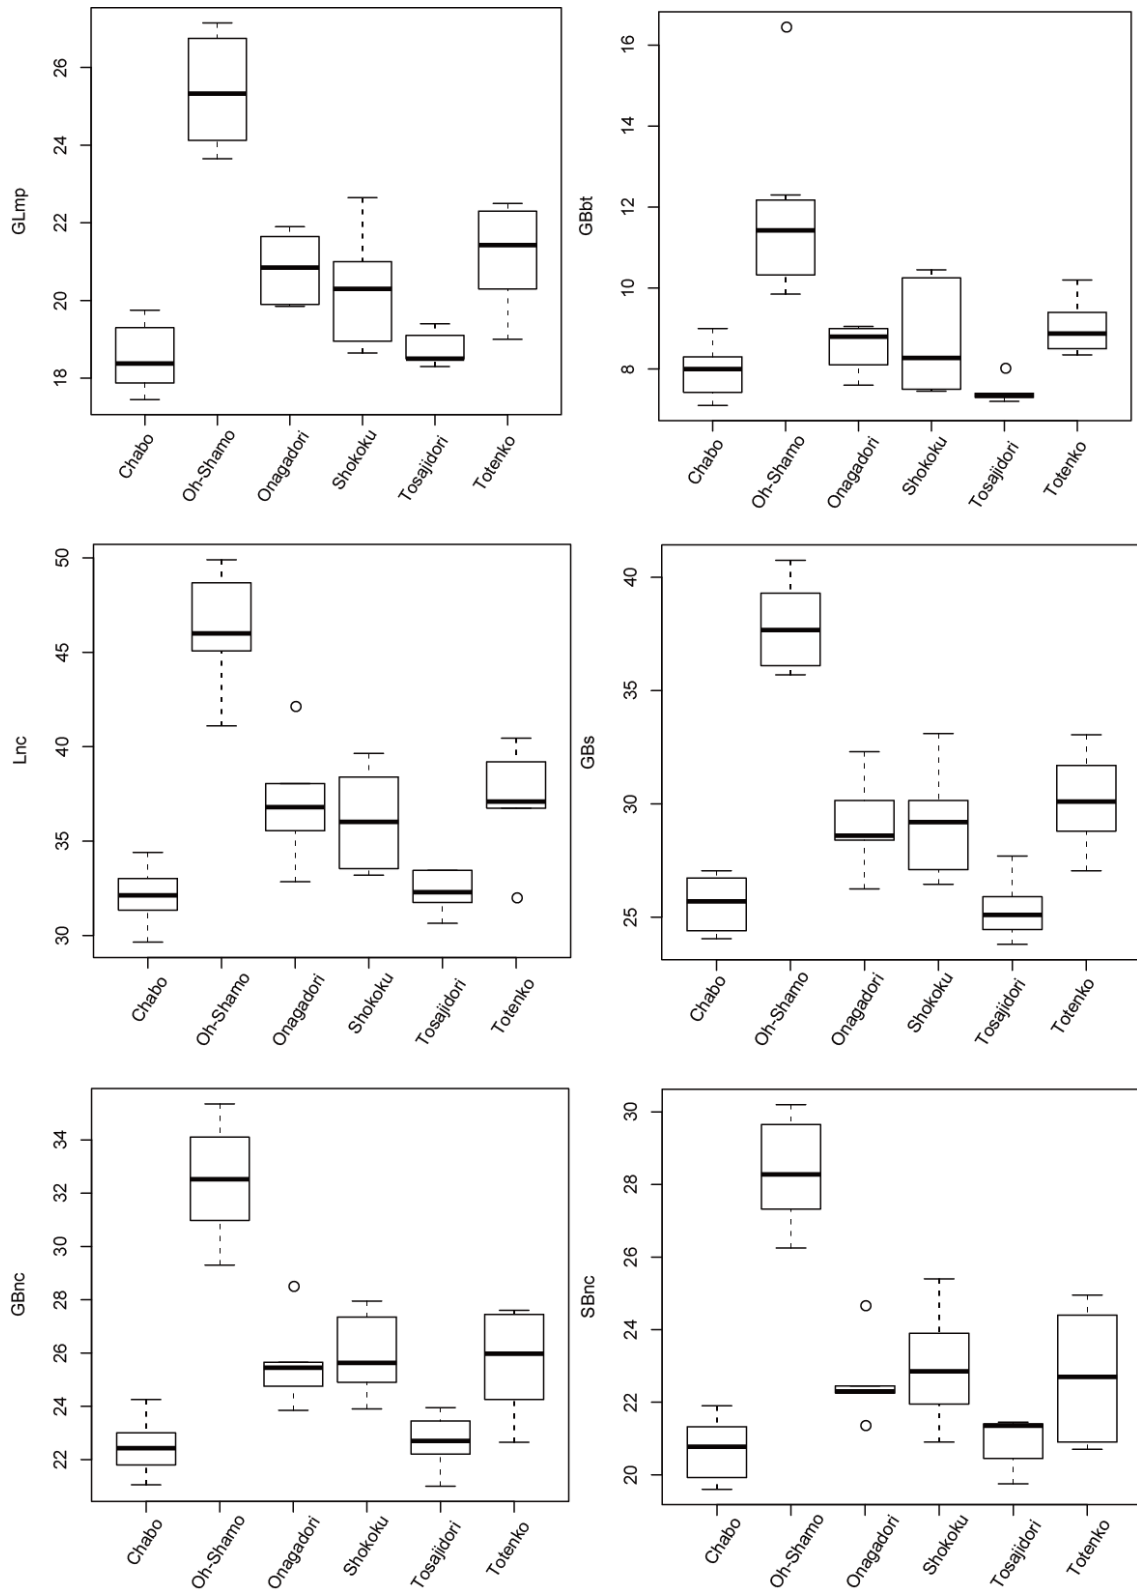 GLmp
26
24
22
20
18
Chabo
Oh-Shamo
Onagadori
Shokoku
Tosajidori
Totenko
GBbt
16
14
12
10
8
Chabo
Oh-Shamo
Onagadori
Shokoku
Tosajidori
Totenko
Lnc
50
45
40
35
30
Chabo
Oh-Shamo
Onagadori
Shokoku
Tosajidori
Totenko
GBs
40
35
30
25
Chabo
Oh-Shamo
Onagadori
Shokoku
Tosajidori
Totenko
GBnc
34
32
30
28
26
24
22
Chabo
Oh-Shamo
Onagadori
Shokoku
Tosajidori
Totenko
SBnc
30
28
26
24
22
20
Chabo
Oh-Shamo
Onagadori
Shokoku
Tosajidori
Totenko